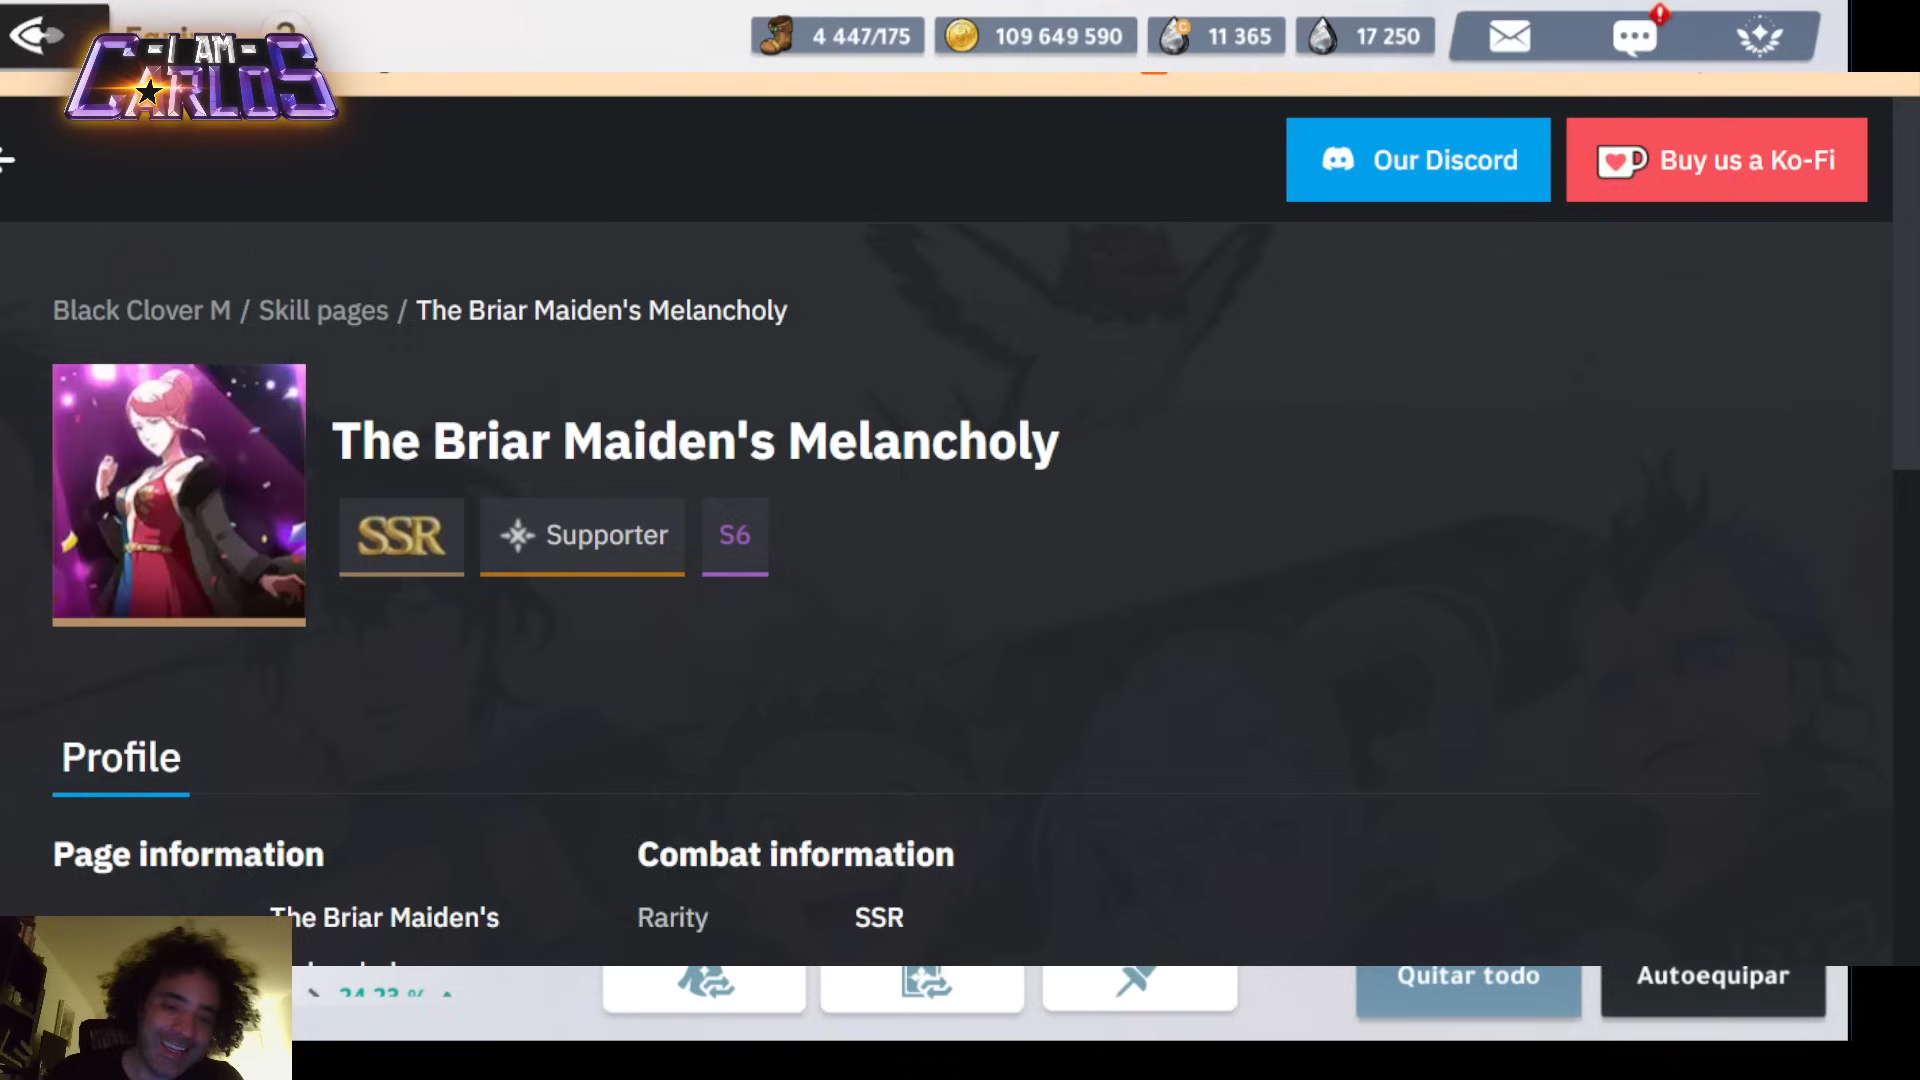 4 447/175
109 649 590
11 365
17 250
- I AM -
CARLOS
Our Discord
Buy us a Ko-Fi
Black Clover M / Skill pages / The Briar Maiden's Melancholy
The Briar Maiden's Melancholy
SSR
Supporter
S6
Profile
Page information
Combat information
The Briar Maiden's
Rarity
SSR
24.23 %
Quitar todo
Autoequipar